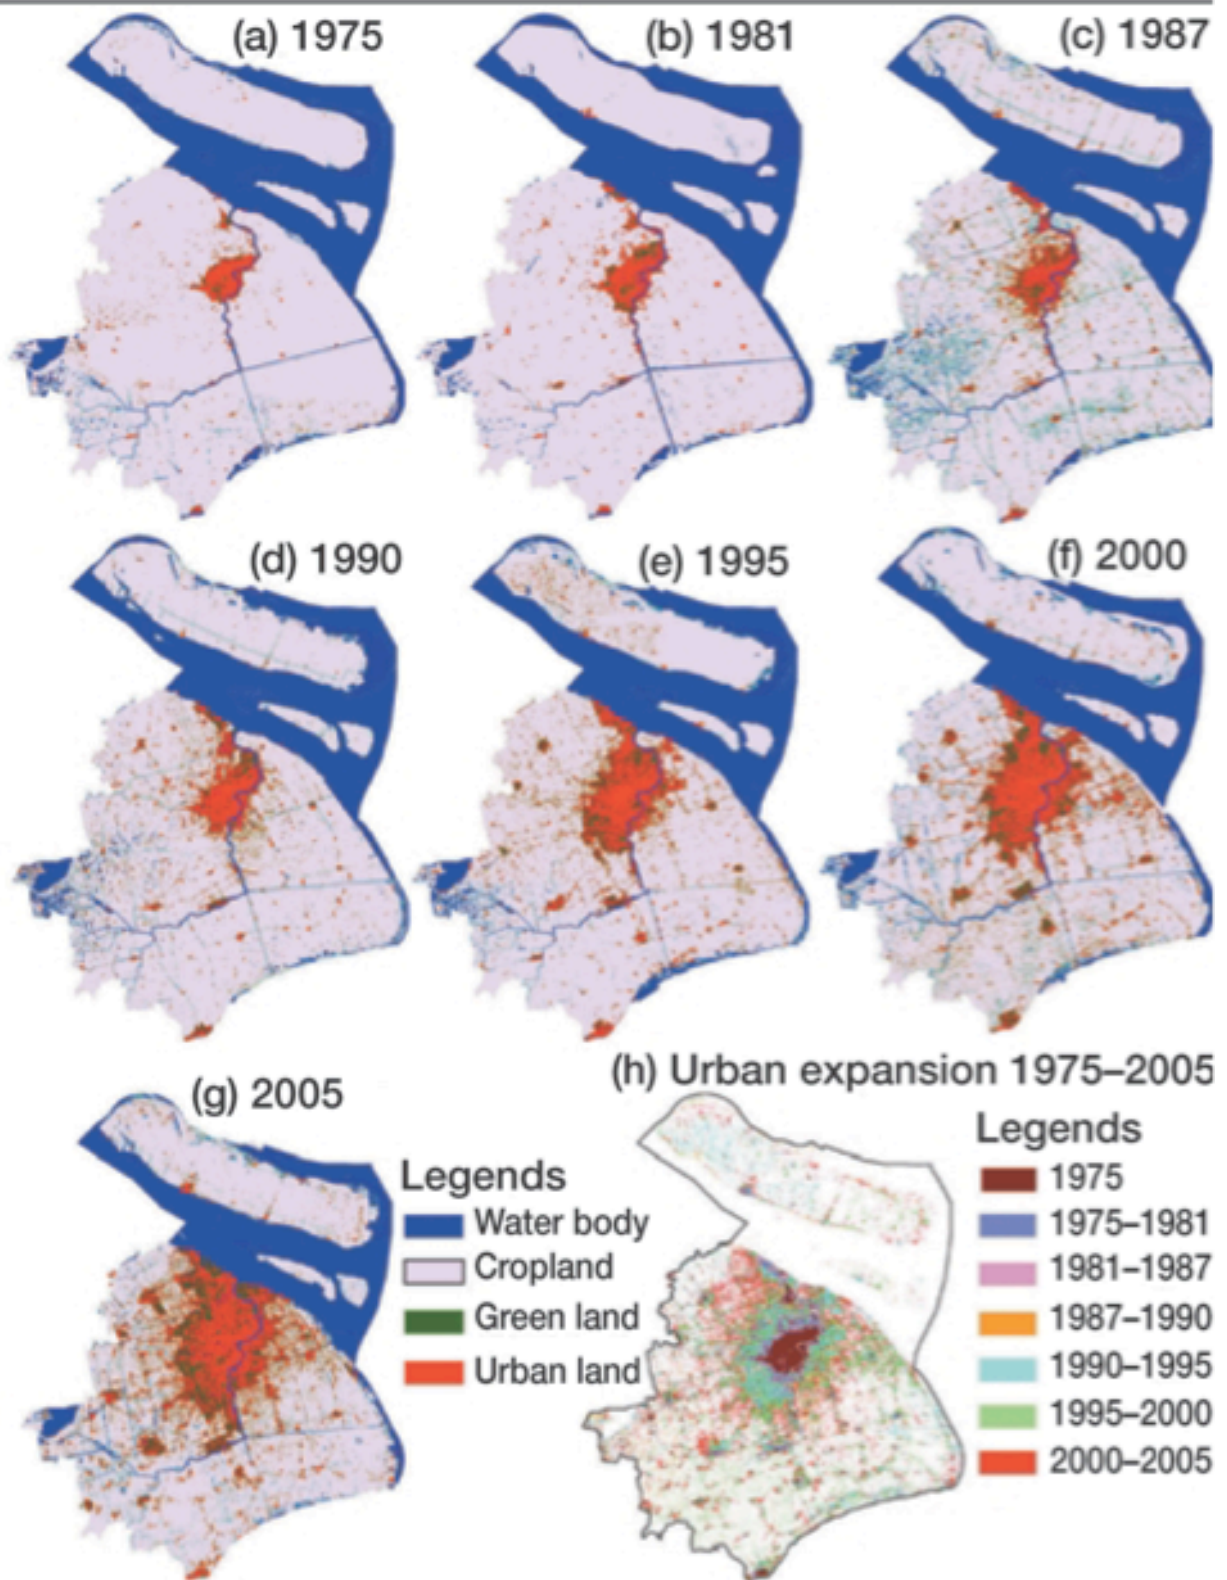 (a) 1975
(b) 1981
(c) 1987
(d) 1990
(e) 1995
(f) 2000
(g) 2005
Legends
Water body
Cropland
Green land
Urban land
(h) Urban expansion 1975–2005
Legends
1975
1975–1981
1981–1987
1987–1990
1990–1995
1995–2000
2000–2005